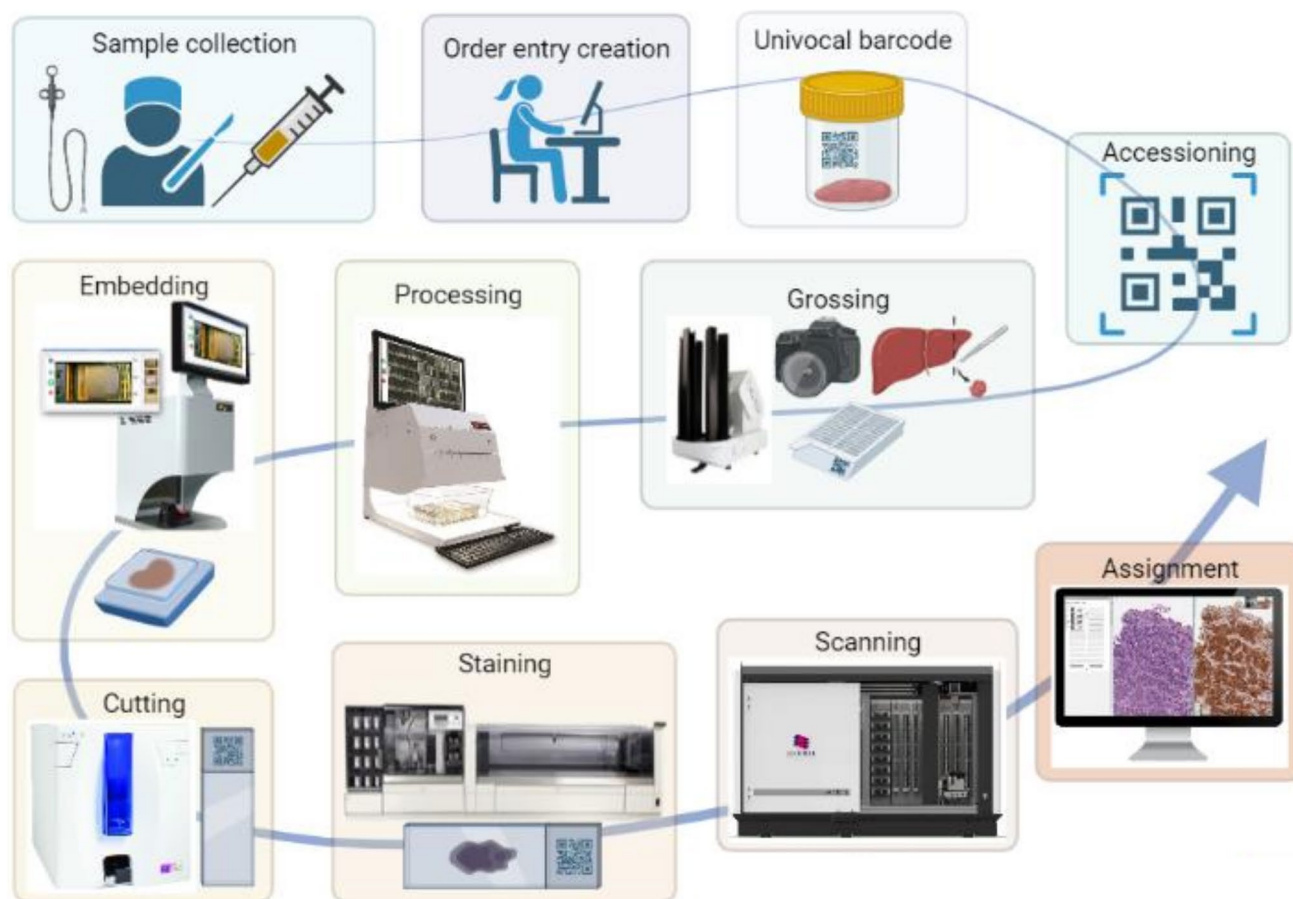 Sample collection
Order entry creation
Univocal barcode
Accessioning
Grossing
Processing
Embedding
Cutting
Staining
Scanning
Assignment